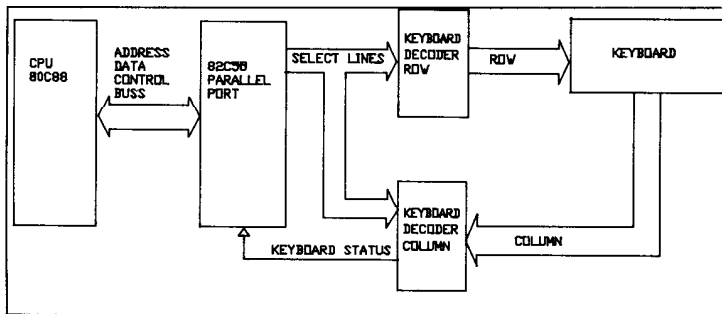 CPU
80C88
ADDRESS
DATA
CONTROL
BUSS
PARALLEL
PORT
SELECT LINES
KEYBOARD
DECODER
ROW
ROW
KEYBOARD
KEYBOARD
DECODER
COLUMN
COLUMN
KEYBOARD STATUS